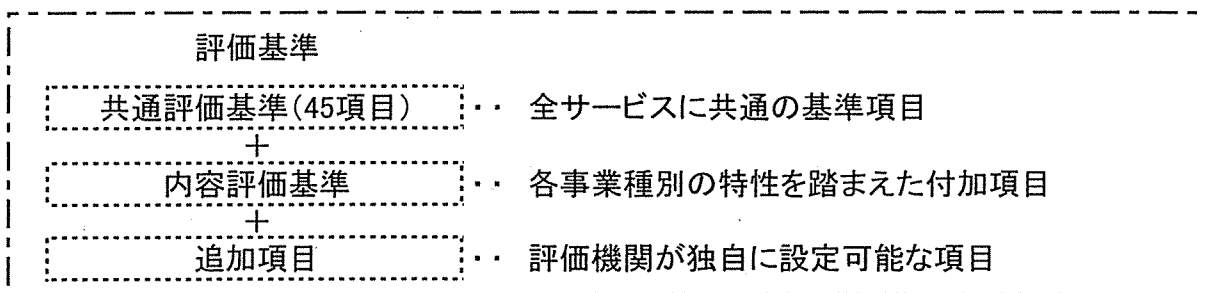 評価基準
共通評価基準(45項目)‥ 全サービスに共通の基準項目
＋
内容評価基準‥ 各事業種別の特性を踏まえた付加項目
＋
追加項目‥ 評価機関が独自に設定可能な項目